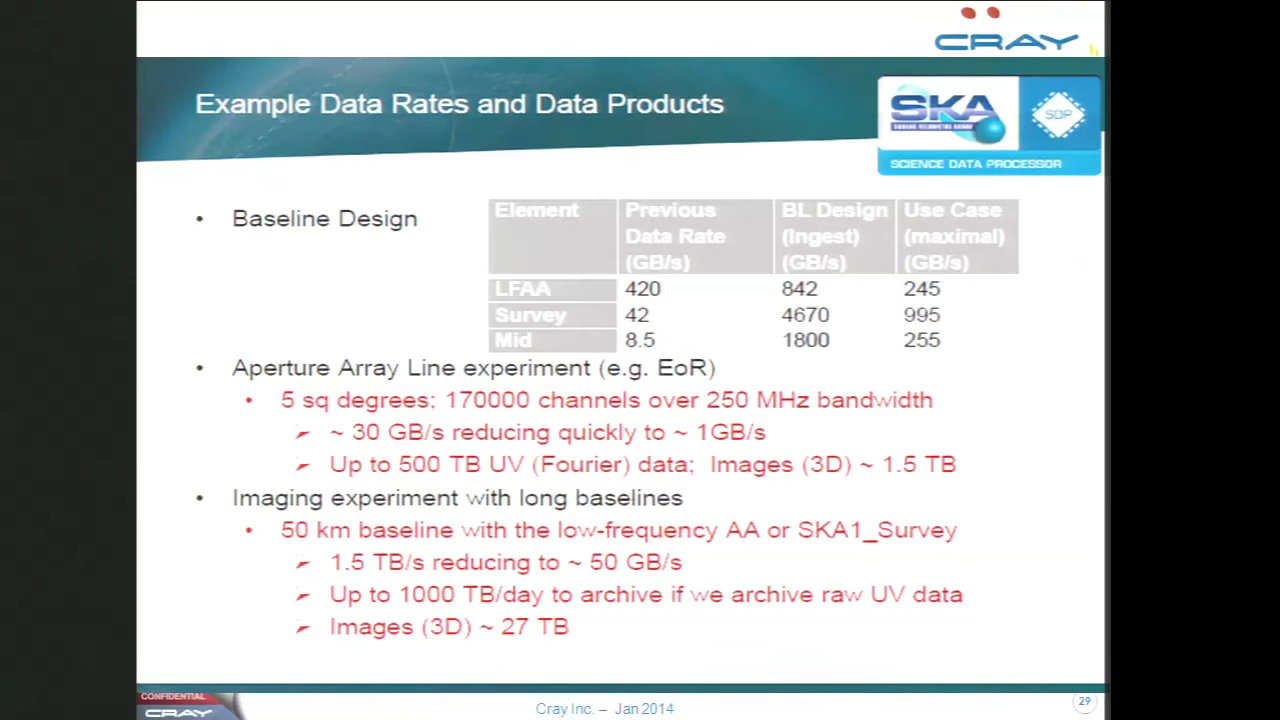 CRAY
Example Data Rates and Data Products
SKA
SDP
SCIENCE DATA PROCESSOR
• Baseline Design
Element Previous Data Rate (GB/s) BL Design (Ingest) (GB/s) Use Case (maximal) (GB/s)
LFAA 420 842 245
Survey 42 4670 995
Mid 8.5 1800 255
• Aperture Array Line experiment (e.g. EoR)
• 5 sq degrees; 170000 channels over 250 MHz bandwidth
➢ ~ 30 GB/s reducing quickly to ~ 1GB/s
➢ Up to 500 TB UV (Fourier) data; Images (3D) ~ 1.5 TB
• Imaging experiment with long baselines
• 50 km baseline with the low-frequency AA or SKA1_Survey
➢ 1.5 TB/s reducing to ~ 50 GB/s
➢ Up to 1000 TB/day to archive if we archive raw UV data
➢ Images (3D) ~ 27 TB
CONFIDENTIAL
CRAY
Cray Inc. – Jan 2014
29